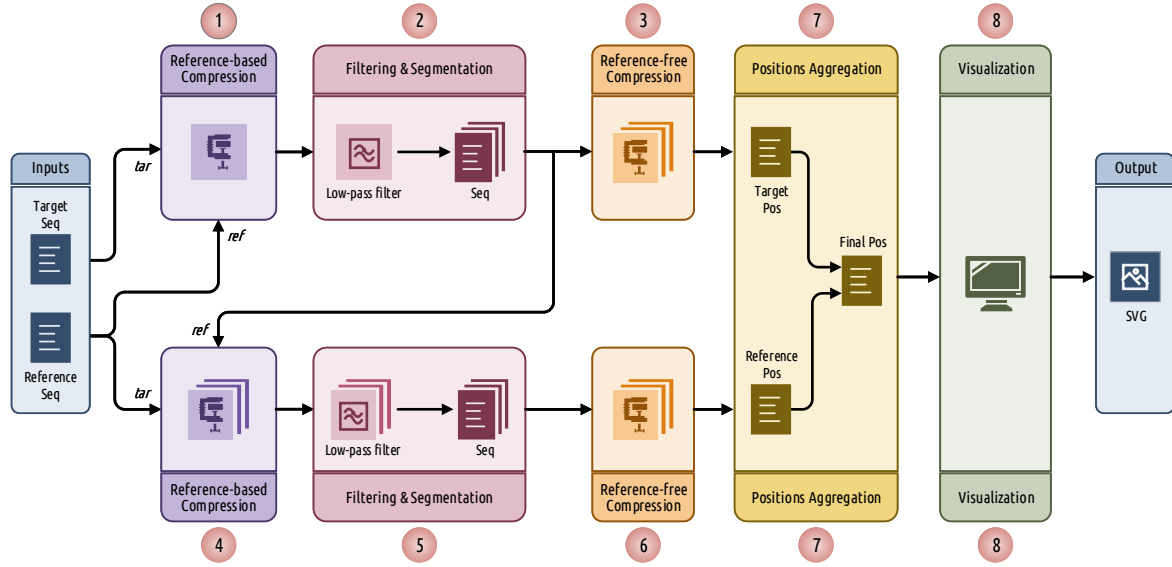 1
2
3
7
8
Reference-based
Compression
Filtering & Segmentation
Reference-free
Compression
Positions Aggregation
Visualization
Inputs
Target
Seq
Reference
Seq
tar
ref
Low-pass filter
Seq
Target
Pos
Final Pos
Reference
Pos
Output
SVG
ref
tar
Low-pass filter
Seq
Reference-based
Compression
Filtering & Segmentation
Reference-free
Compression
Positions Aggregation
Visualization
4
5
6
7
8